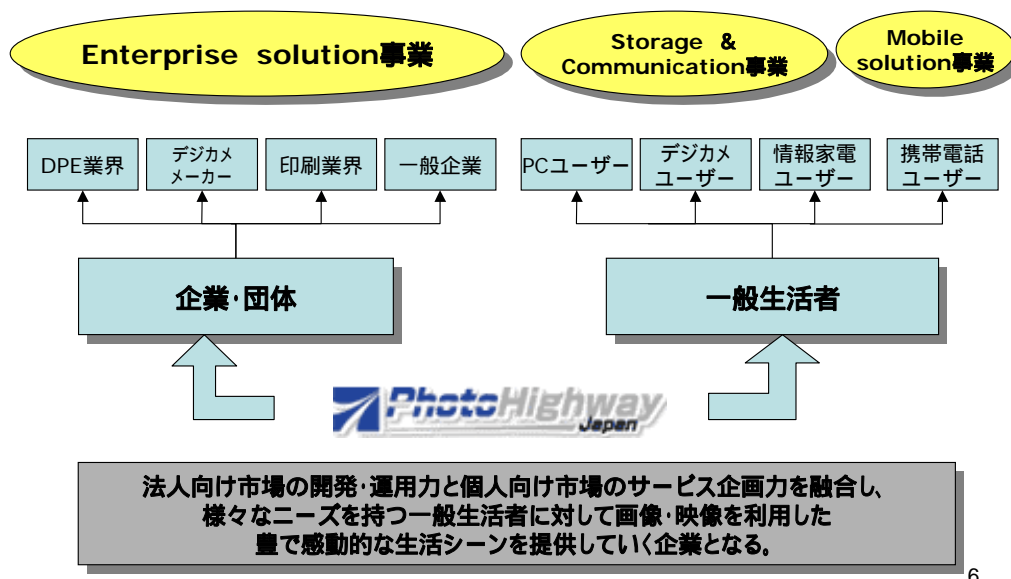 Enterprise solution事業
Storage &
Communication事業
Mobile
solution事業
DPE業界
デジカメ
メーカー
印刷業界
一般企業
PCユーザー
デジカメ
ユーザー
情報家電
ユーザー
携帯電話
ユーザー
企業・団体
一般生活者
PhotoHighway
Japan
法人向け市場の開発・運用力と個人向け市場のサービス企画力を融合し、
様々なニーズを持つ一般生活者に対して画像・映像を利用した
豊で感動的な生活シーンを提供していく企業となる。
6